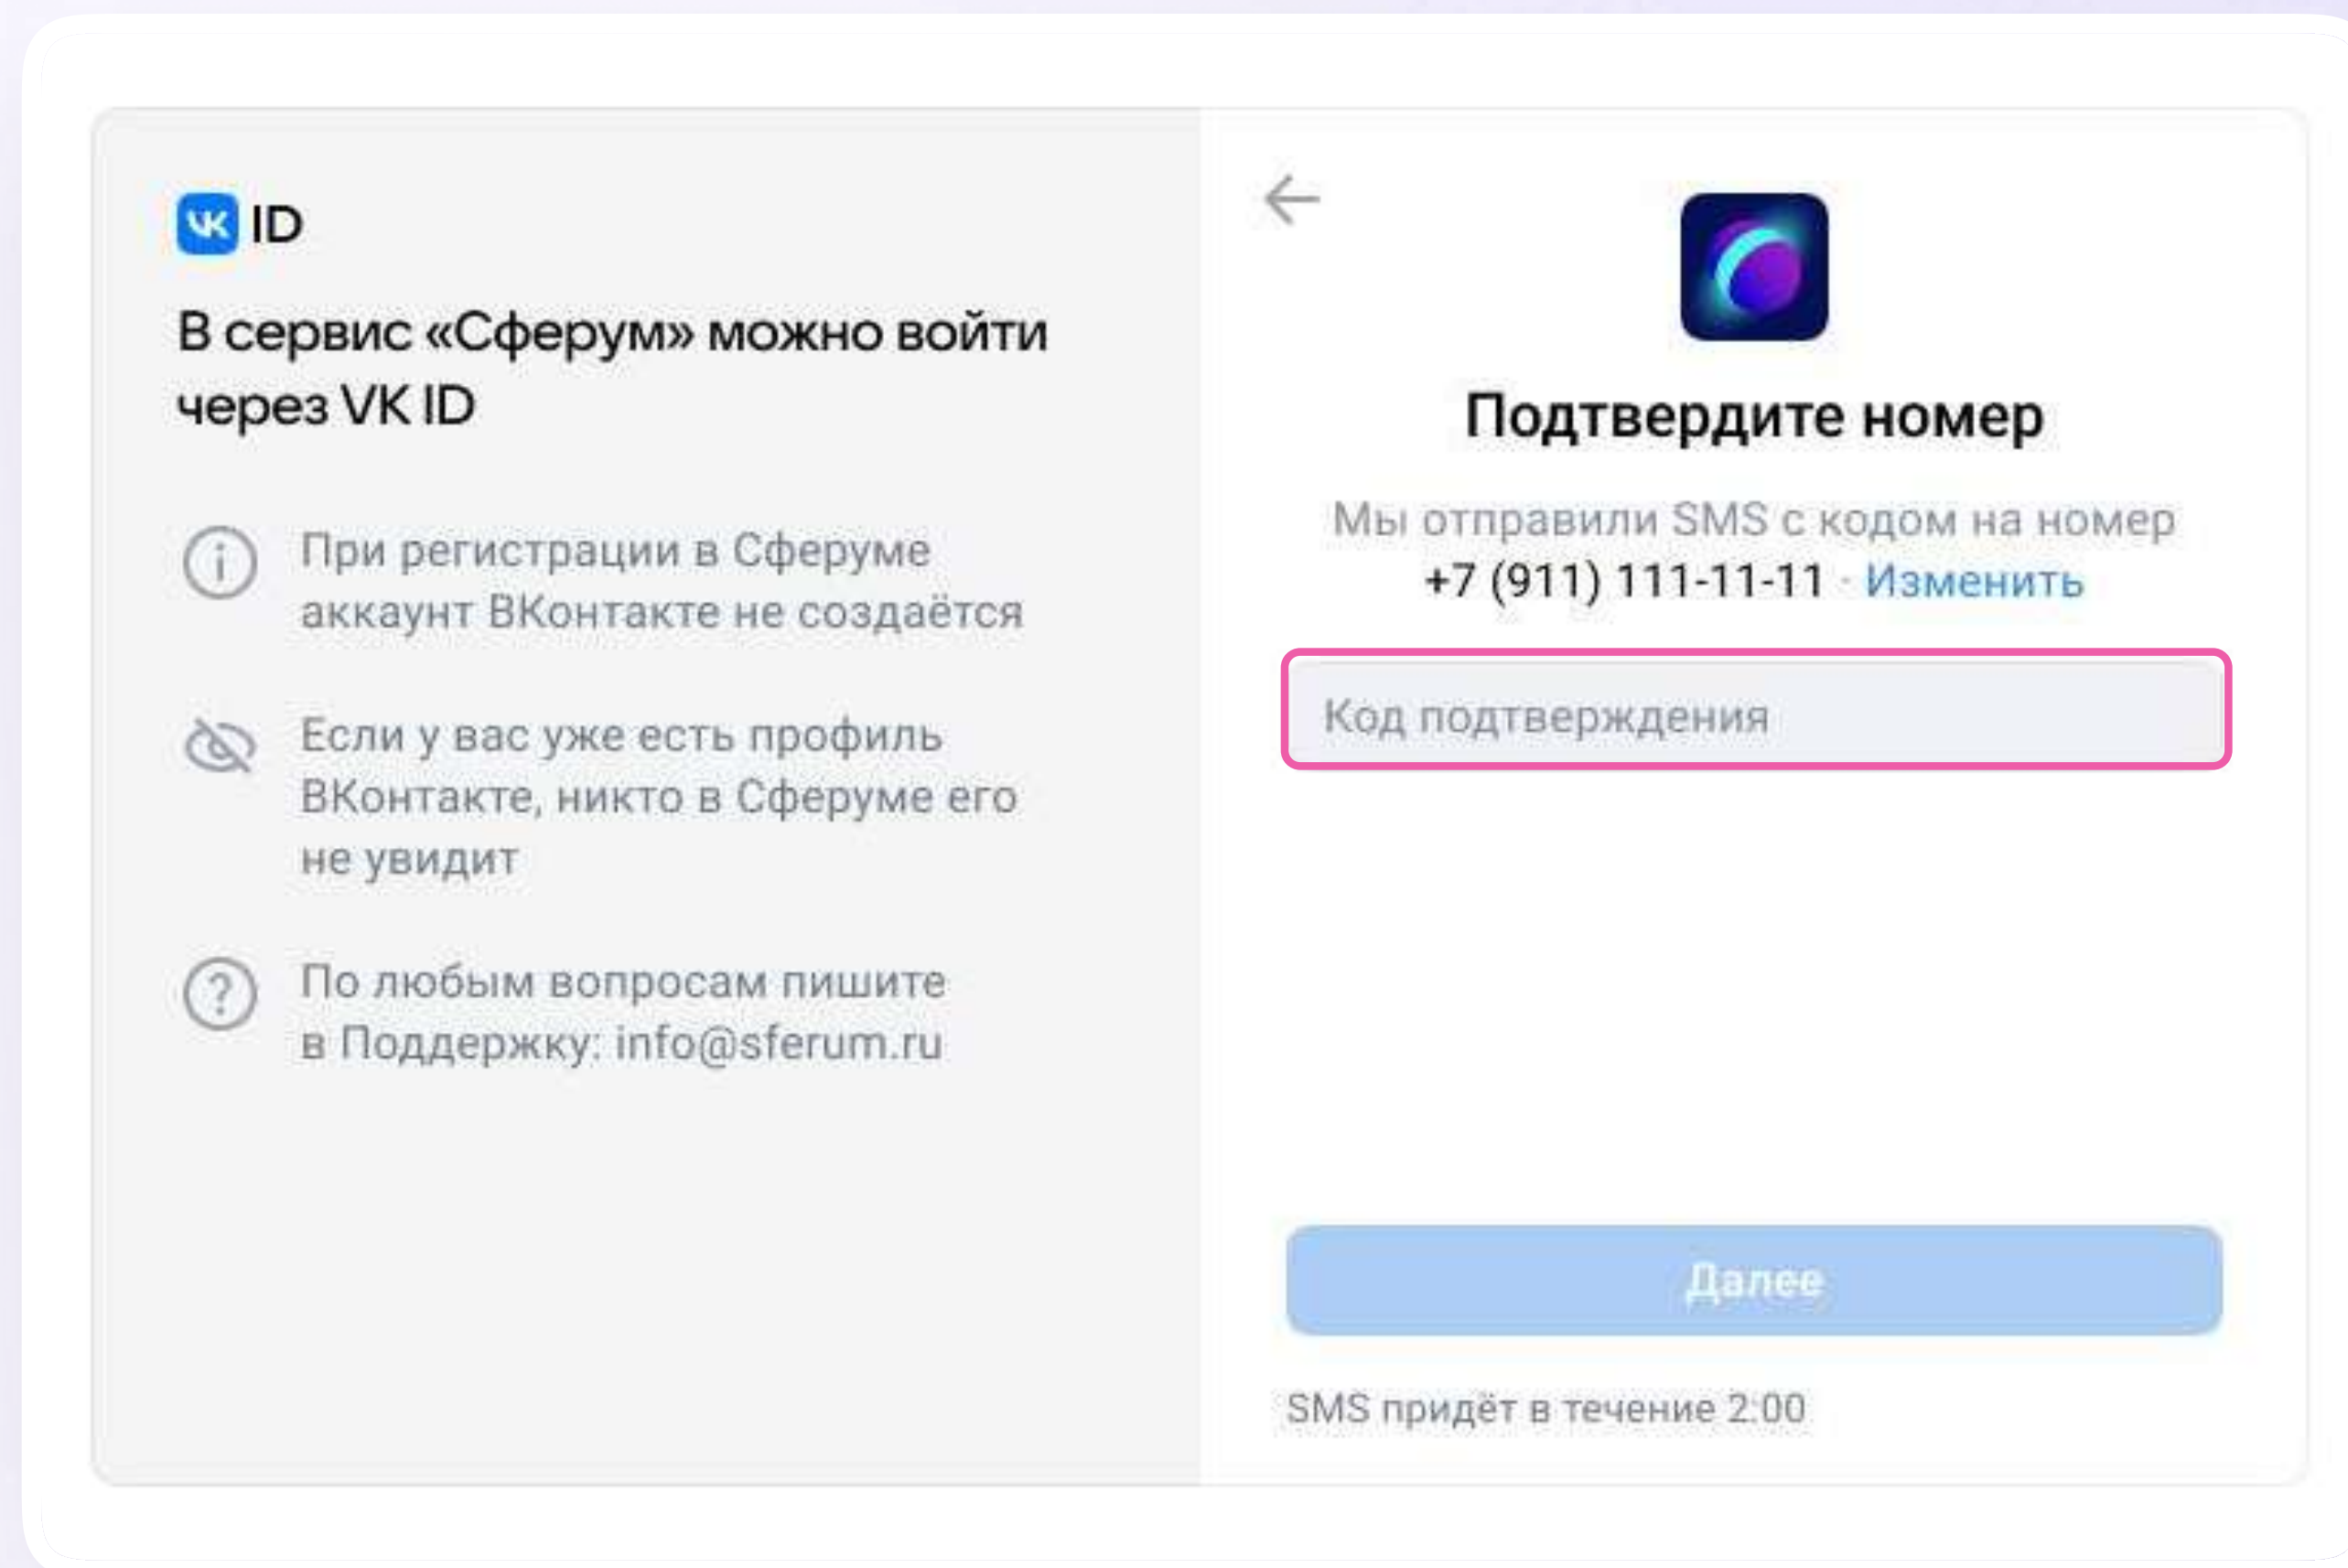 VK ID
В сервис «Сферум» можно войти
через VK ID
При регистрации в Сферуме
аккаунт ВКонтакте не создаётся
Если у вас уже есть профиль
ВКонтакте, никто в Сферуме его
не увидит
По любым вопросам пишите
в Поддержку: info@sferum.ru
Подтвердите номер
Мы отправили SMS с кодом на номер
+7 (911) 111-11-11 · Изменить
Код подтверждения
Далее
SMS придёт в течение 2:00